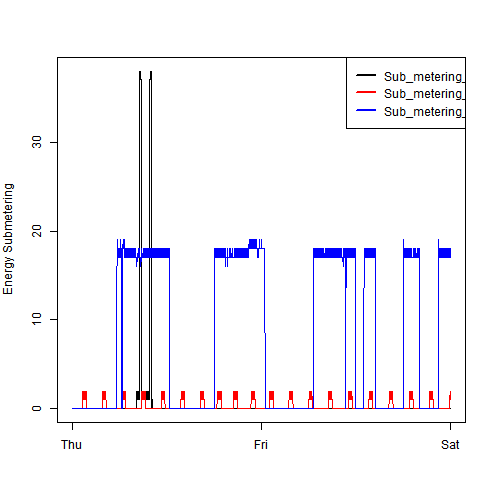 Sub_metering_
Sub_metering_
Sub_metering_
Energy Submetering
30
20
10
0
Thu Fri Sat